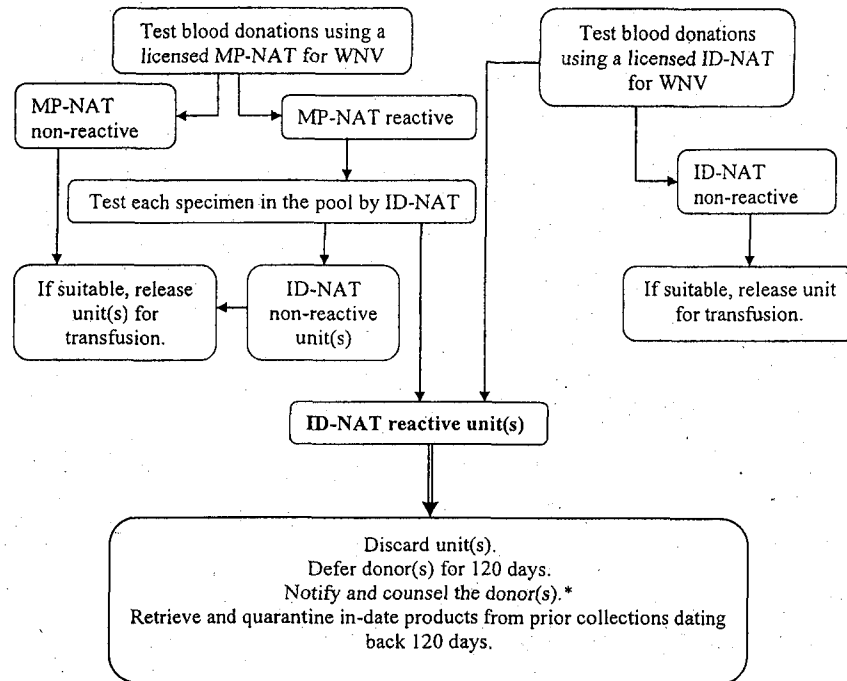 Test blood donations using a
licensed MP-NAT for WNV
Test blood donations
using a licensed ID-NAT
for WNV
MP-NAT
non-reactive
MP-NAT reactive
ID-NAT
non-reactive
Test each specimen in the pool by ID-NAT
If suitable, release
unit(s) for
transfusion.
ID-NAT
non-reactive
unit(s)
If suitable, release unit
for transfusion.
ID-NAT reactive unit(s)
Discard unit(s).
Defer donor(s) for 120 days.
Notify and counsel the donor(s).*
Retrieve and quarantine in-date products from prior collections dating
back 120 days.